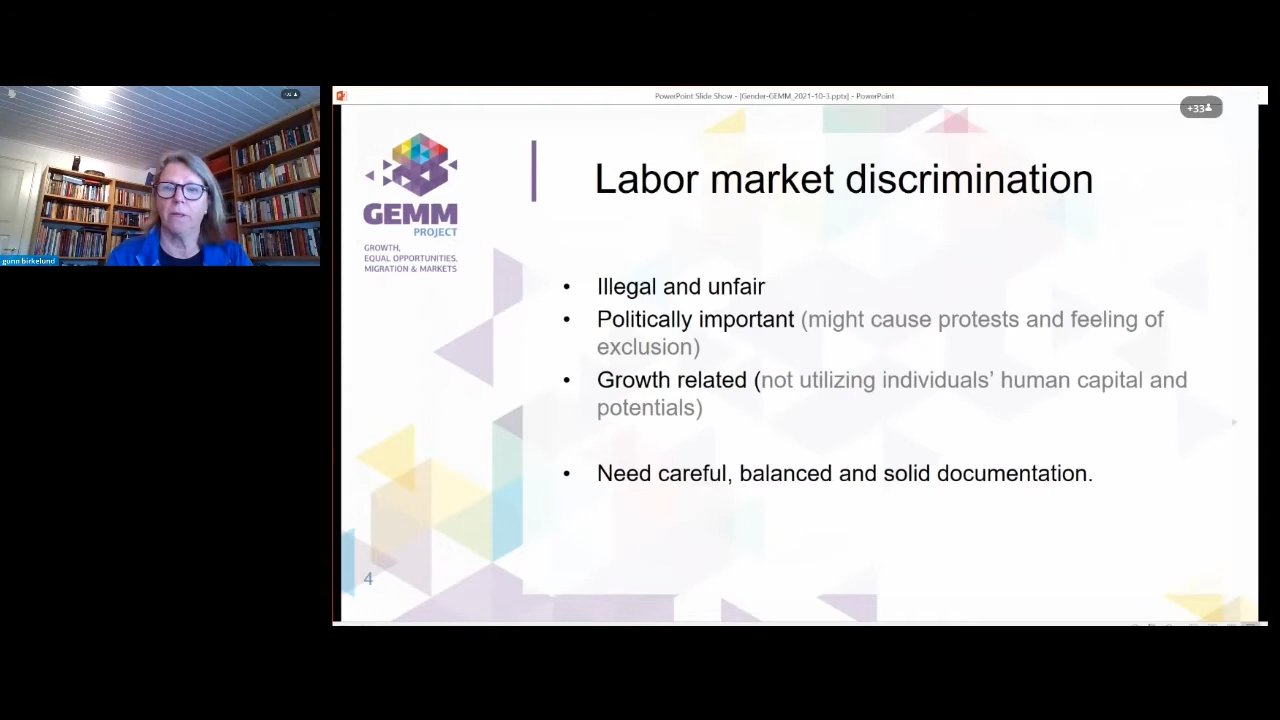 PowerPoint Slide Show - [Gender-GEMM_2021-10-3.pptx] - PowerPoint
+33
gunn birkelund
GEMM
PROJECT
GROWTH,
EQUAL OPPORTUNITIES,
MIGRATION & MARKETS
Labor market discrimination
• Illegal and unfair
• Politically important (might cause protests and feeling of
exclusion)
• Growth related (not utilizing individuals’ human capital and
potentials)
• Need careful, balanced and solid documentation.
4